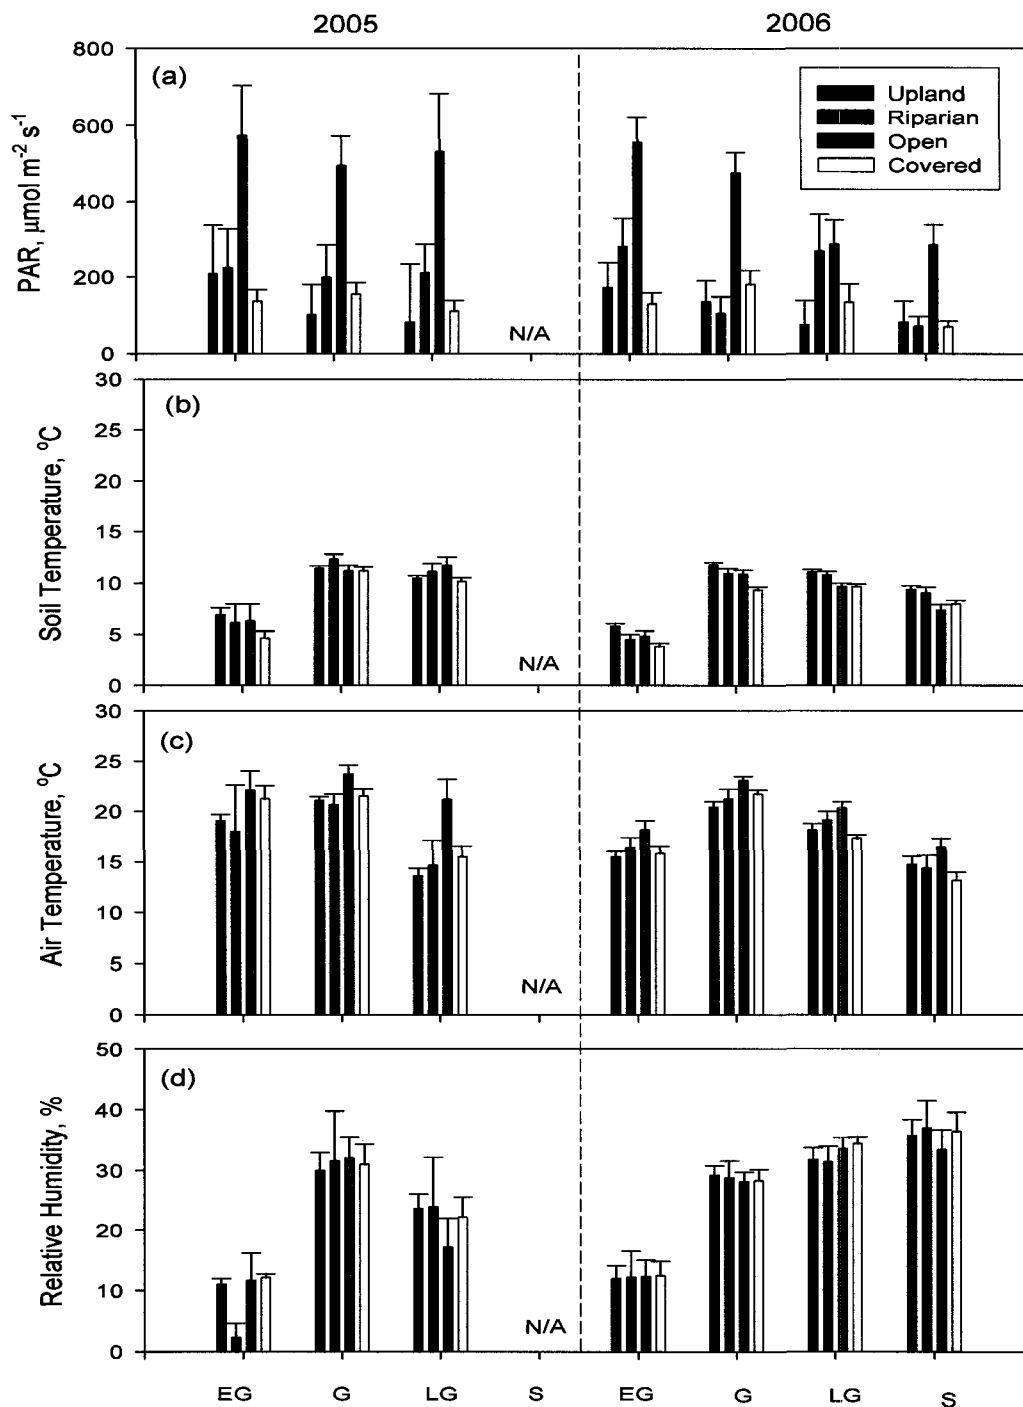 2005 2006
(a)
800
600
400
200
0
PAR, μmol m⁻² s⁻¹
Upland
Riparian
Open
Covered
N/A
(b)
30
25
20
15
10
5
0
Soil Temperature, ºC
N/A
(c)
30
25
20
15
10
5
0
Air Temperature, ºC
N/A
(d)
50
40
30
20
10
0
Relative Humidity, %
N/A
EG G LG S EG G LG S